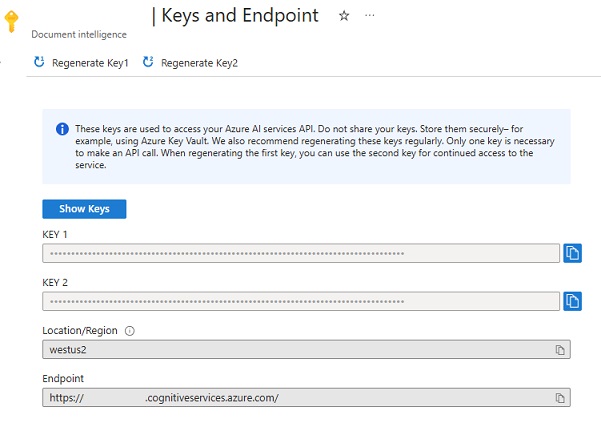 | Keys and Endpoint ☆ ...
Document intelligence
Regenerate Key1 Regenerate Key2
These keys are used to access your Azure AI services API. Do not share your keys. Store them securely– for
example, using Azure Key Vault. We also recommend regenerating these keys regularly. Only one key is necessary
to make an API call. When regenerating the first key, you can use the second key for continued access to the
service.
Show Keys
KEY 1
KEY 2
Location/Region
westus2
Endpoint
https:// .cognitiveservices.azure.com/